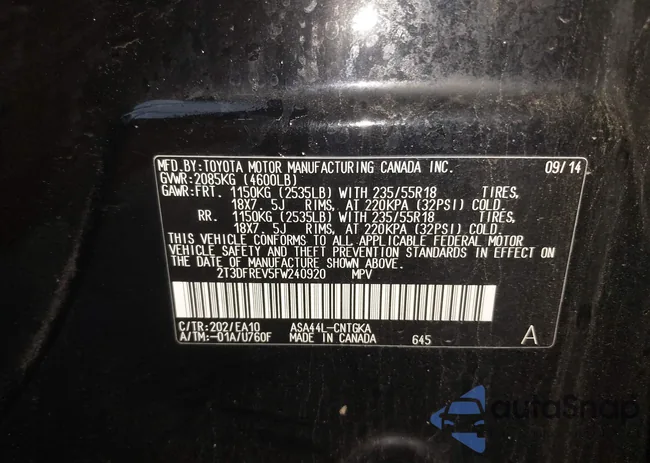 MFD.BY:TOYOTA MOTOR MANUFACTURING CANADA INC. 09/14
GVWR:2085KG (4600LB)
GAWR:FRT. 1150KG (2535LB) WITH 235/55R18 TIRES,
18X7. 5J RIMS, AT 220KPA (32PSI) COLD.
RR. 1150KG (2535LB) WITH 235/55R18 TIRES,
18X7. 5J RIMS, AT 220KPA (32PSI) COLD.
THIS VEHICLE CONFORMS TO ALL APPLICABLE FEDERAL MOTOR
VEHICLE SAFETY AND THEFT PREVENTION STANDARDS IN EFFECT ON
THE DATE OF MANUFACTURE SHOWN ABOVE.
2T3DFREV5FW240920 MPV
C/TR:202/EA10 ASA44L-CNTGKA
A/TM:-01A/U760F MADE IN CANADA 645 A
autoSnap